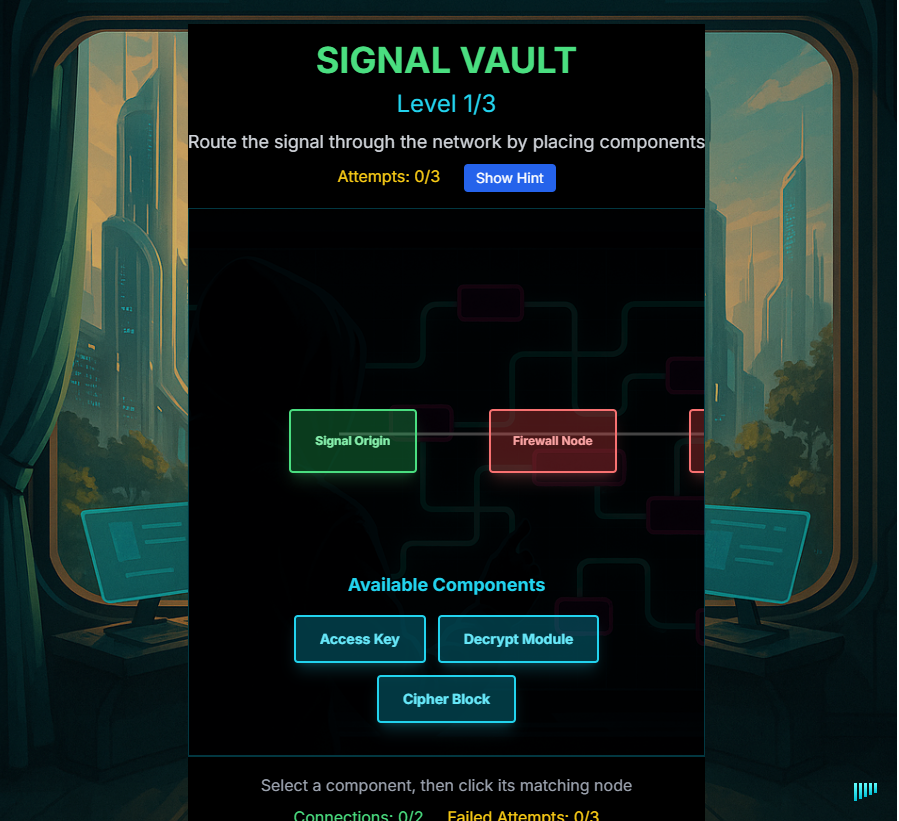 SIGNAL VAULT
Level 1/3
Route the signal through the network by placing components
Attempts: 0/3 Show Hint
Signal Origin Firewall Node
Available Components
Access Key Decrypt Module
Cipher Block
Select a component, then click its matching node
Connections: 0/2 Failed Attempts: 0/3